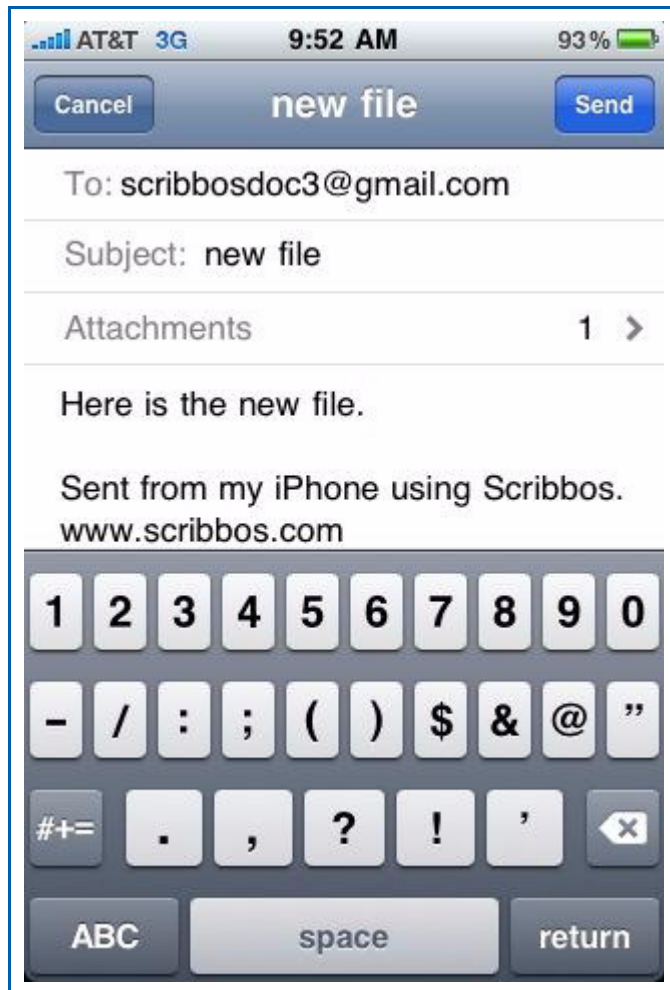 AT&T 3G 9:52 AM 93%
Cancel new file Send
To: scribbosdoc3@gmail.com
Subject: new file
Attachments 1 >
Here is the new file.
Sent from my iPhone using Scribbos.
www.scribbos.com
1 2 3 4 5 6 7 8 9 0
- / : ; ( ) $ & @ ”
#+= . , ? ! ’
ABC space return